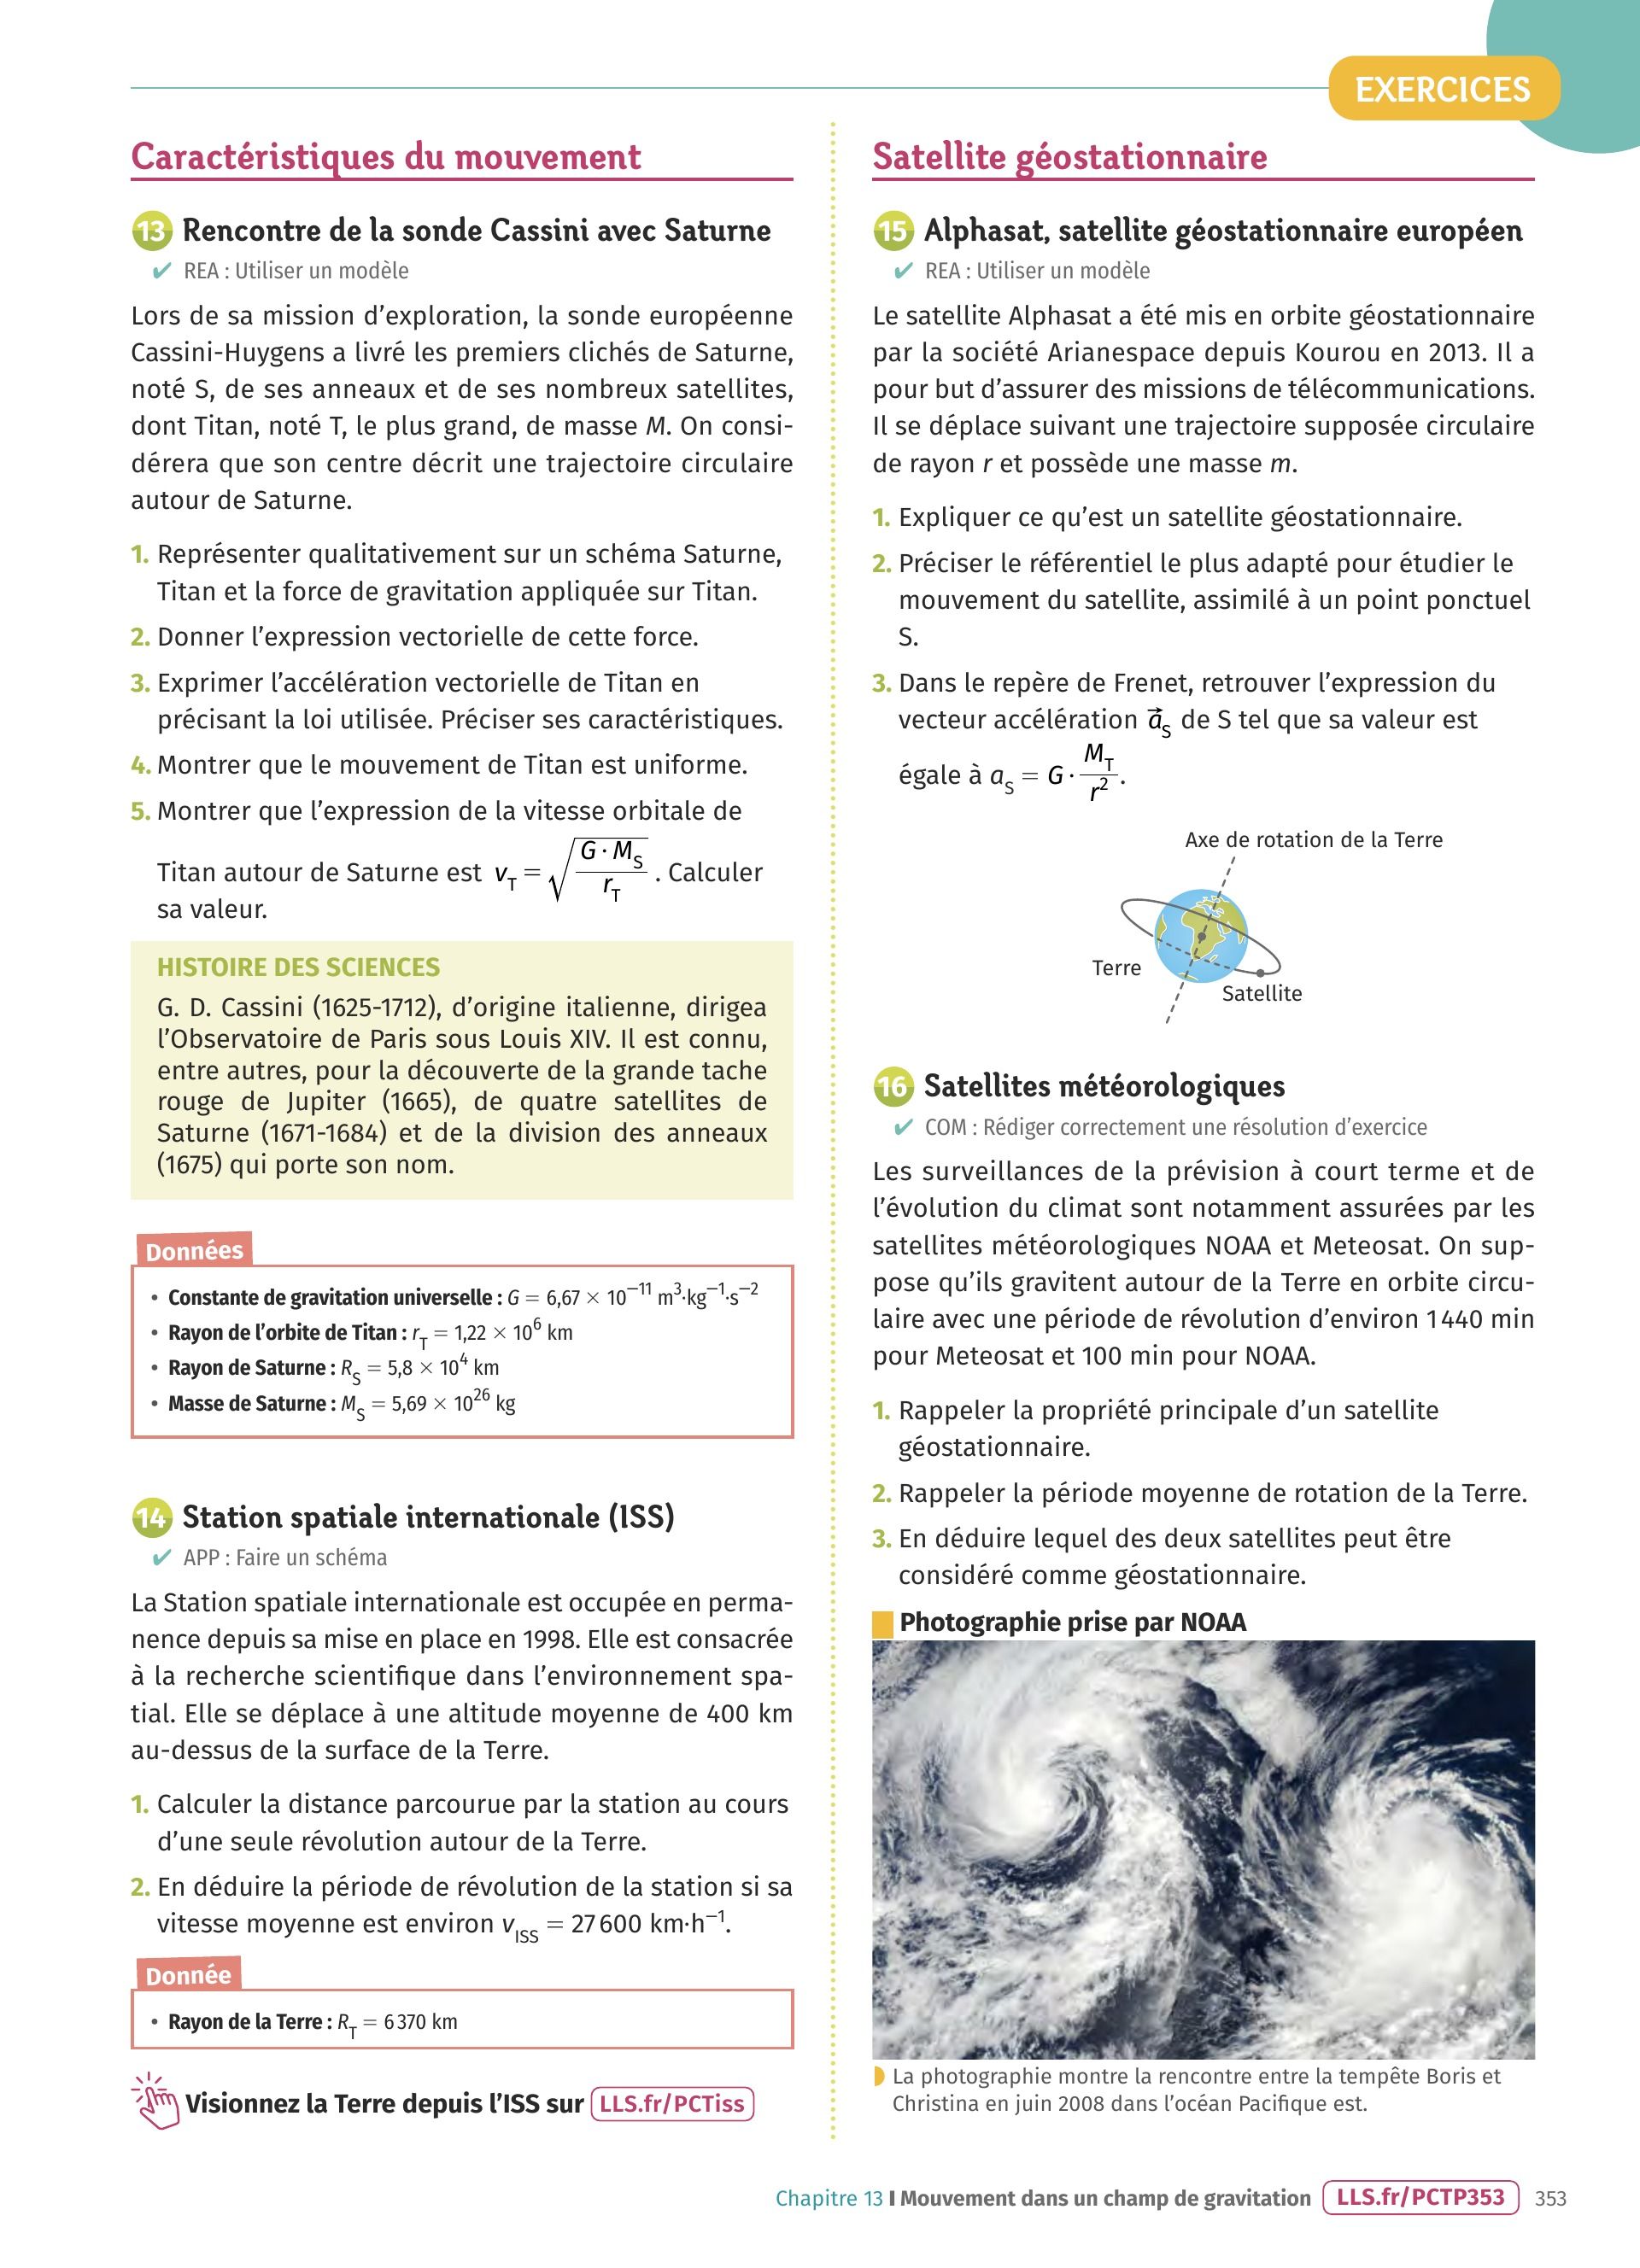 EXERCICES
Caractéristiques du mouvement
13 Rencontre de la sonde Cassini avec Saturne
✔ REA : Utiliser un modèle
Lors de sa mission d’exploration, la sonde européenne
Cassini-Huygens a livré les premiers clichés de Saturne,
noté S, de ses anneaux et de ses nombreux satellites,
dont Titan, noté T, le plus grand, de masse M. On consi-
dérera que son centre décrit une trajectoire circulaire
autour de Saturne.
1. Représenter qualitativement sur un schéma Saturne,
Titan et la force de gravitation appliquée sur Titan.
2. Donner l’expression vectorielle de cette force.
3. Exprimer l’accélération vectorielle de Titan en
précisant la loi utilisée. Préciser ses caractéristiques.
4. Montrer que le mouvement de Titan est uniforme.
5. Montrer que l’expression de la vitesse orbitale de
Titan autour de Saturne est v_T = √(G · M_S / r_T). Calculer
sa valeur.
HISTOIRE DES SCIENCES
G. D. Cassini (1625-1712), d’origine italienne, dirigea
l’Observatoire de Paris sous Louis XIV. Il est connu,
entre autres, pour la découverte de la grande tache
rouge de Jupiter (1665), de quatre satellites de
Saturne (1671-1684) et de la division des anneaux
(1675) qui porte son nom.
Données
• Constante de gravitation universelle : G = 6,67 × 10⁻¹¹ m³·kg⁻¹·s⁻²
• Rayon de l’orbite de Titan : r_T = 1,22 × 10⁶ km
• Rayon de Saturne : R_S = 5,8 × 10⁴ km
• Masse de Saturne : M_S = 5,69 × 10²⁶ kg
14 Station spatiale internationale (ISS)
✔ APP : Faire un schéma
La Station spatiale internationale est occupée en perma-
nence depuis sa mise en place en 1998. Elle est consacrée
à la recherche scientifique dans l’environnement spa-
tial. Elle se déplace à une altitude moyenne de 400 km
au-dessus de la surface de la Terre.
1. Calculer la distance parcourue par la station au cours
d’une seule révolution autour de la Terre.
2. En déduire la période de révolution de la station si sa
vitesse moyenne est environ v_ISS = 27 600 km·h⁻¹.
Donnée
• Rayon de la Terre : R_T = 6 370 km
Visionnez la Terre depuis l’ISS sur LLS.fr/PCTiss
Satellite géostationnaire
15 Alphasat, satellite géostationnaire européen
✔ REA : Utiliser un modèle
Le satellite Alphasat a été mis en orbite géostationnaire
par la société Arianespace depuis Kourou en 2013. Il a
pour but d’assurer des missions de télécommunications.
Il se déplace suivant une trajectoire supposée circulaire
de rayon r et possède une masse m.
1. Expliquer ce qu’est un satellite géostationnaire.
2. Préciser le référentiel le plus adapté pour étudier le
mouvement du satellite, assimilé à un point ponctuel
S.
3. Dans le repère de Frenet, retrouver l’expression du
vecteur accélération a⃗_S de S tel que sa valeur est
égale à a_S = G · M_T / r².
Axe de rotation de la Terre
Terre
Satellite
16 Satellites météorologiques
✔ COM : Rédiger correctement une résolution d’exercice
Les surveillances de la prévision à court terme et de
l’évolution du climat sont notamment assurées par les
satellites météorologiques NOAA et Meteosat. On sup-
pose qu’ils gravitent autour de la Terre en orbite circu-
laire avec une période de révolution d’environ 1 440 min
pour Meteosat et 100 min pour NOAA.
1. Rappeler la propriété principale d’un satellite
géostationnaire.
2. Rappeler la période moyenne de rotation de la Terre.
3. En déduire lequel des deux satellites peut être
considéré comme géostationnaire.
Photographie prise par NOAA
La photographie montre la rencontre entre la tempête Boris et
Christina en juin 2008 dans l’océan Pacifique est.
Chapitre 13 I Mouvement dans un champ de gravitation LLS.fr/PCTP353 353